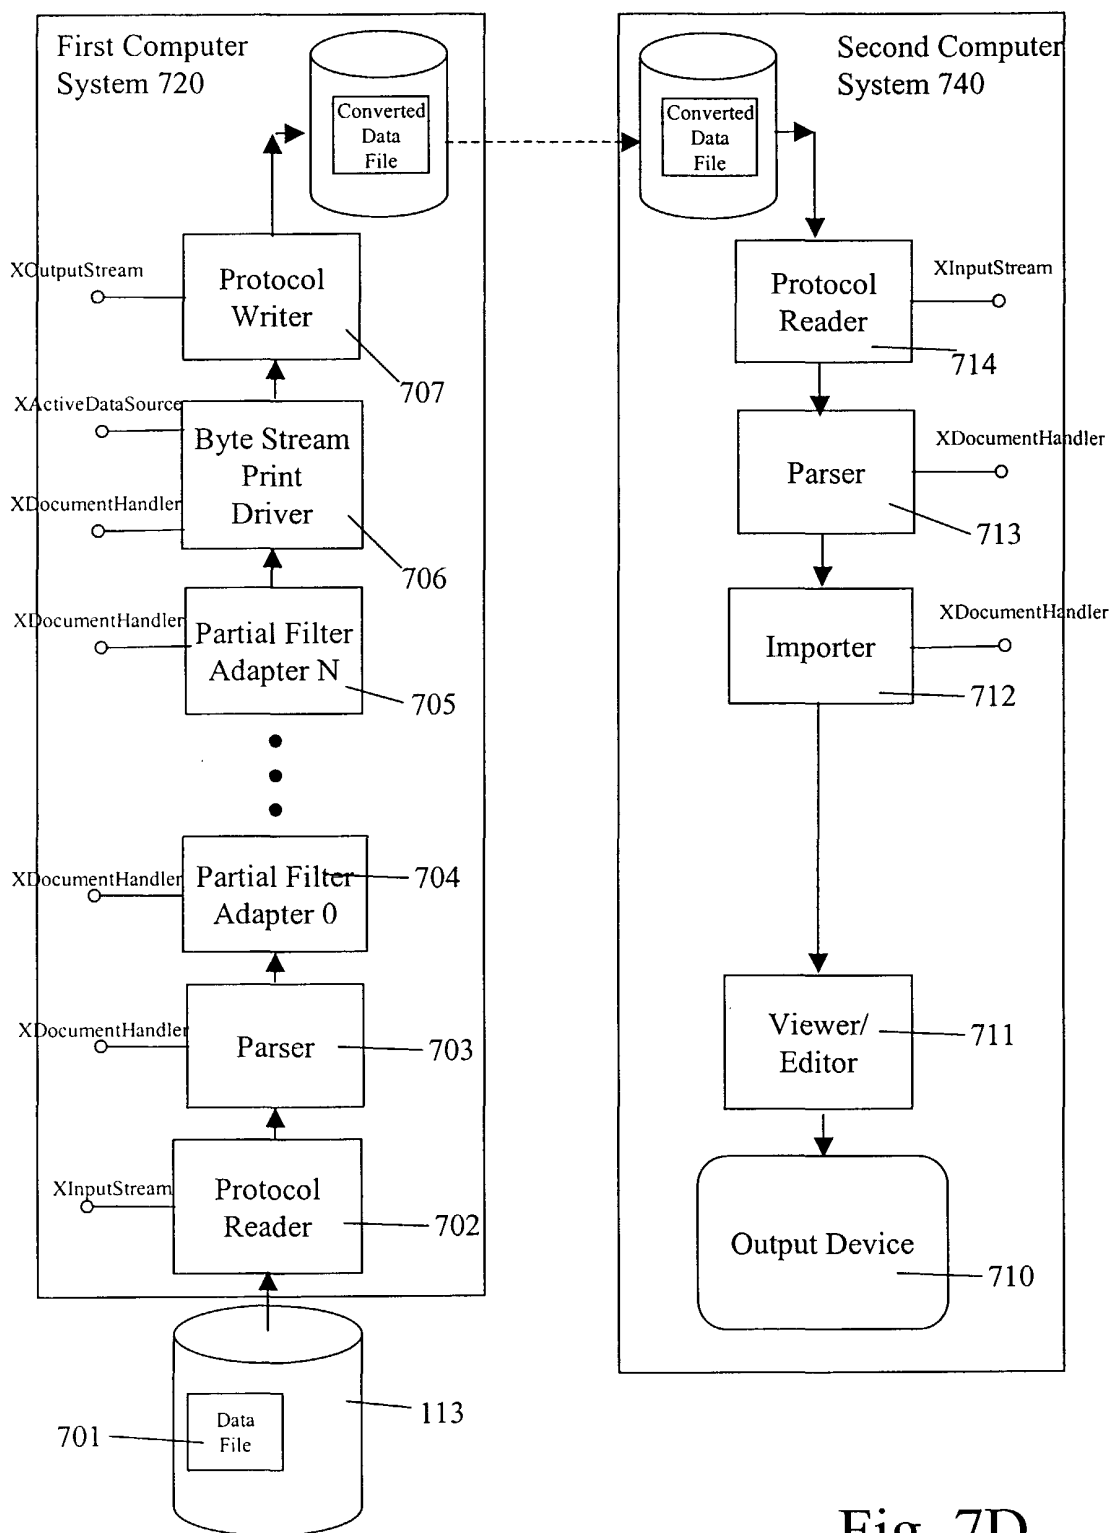 First Computer
System 720
Converted
Data
File
XOutputStream
Protocol
Writer
707
XActiveDataSource
Byte Stream
Print
Driver
XDocumentHandler
706
XDocumentHandler
Partial Filter
Adapter N
705
XDocumentHandler
Partial Filter
Adapter 0
704
XDocumentHandler
Parser
703
XInputStream
Protocol
Reader
702
701
Data
File
113
Second Computer
System 740
Converted
Data
File
Protocol
Reader
XInputStream
714
Parser
XDocumentHandler
713
Importer
XDocumentHandler
712
Viewer/
Editor
711
Output Device
710
Fig. 7D